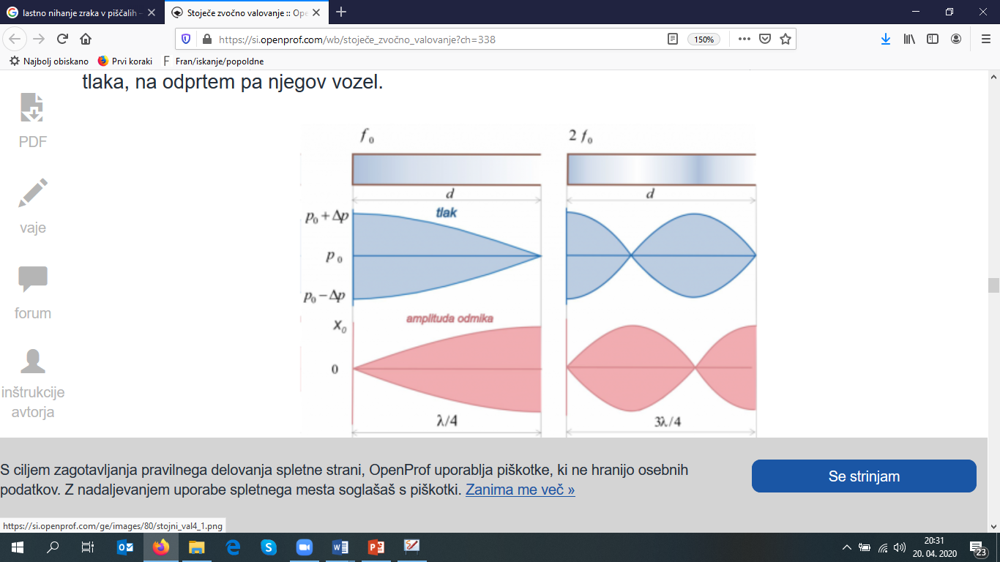 lastno nihanje zraka v piščalih -
Stoječe zvočno valovanje :: Ope
https://si.openprof.com/wb/stoječe_zvočno_valovanje?ch=338
150%
Najbolj obiskano
Prvi koraki
Fran/iskanje/popoldne
tlaka, na odprtem pa njegov vozel.
PDF
vaje
forum
inštrukcije
avtorja
f₀
2 f₀
d
d
p₀+Δp
tlak
p₀
p₀−Δp
amplituda odmika
X₀
0
λ/4
3λ/4
S ciljem zagotavljanja pravilnega delovanja spletne strani, OpenProf uporablja piškotke, ki ne hranijo osebnih
podatkov. Z nadaljevanjem uporabe spletnega mesta soglašaš s piškotki. Zanima me več »
Se strinjam
https://si.openprof.com/ge/images/80/stojni_val4_1.png
20:31
20. 04. 2020
23